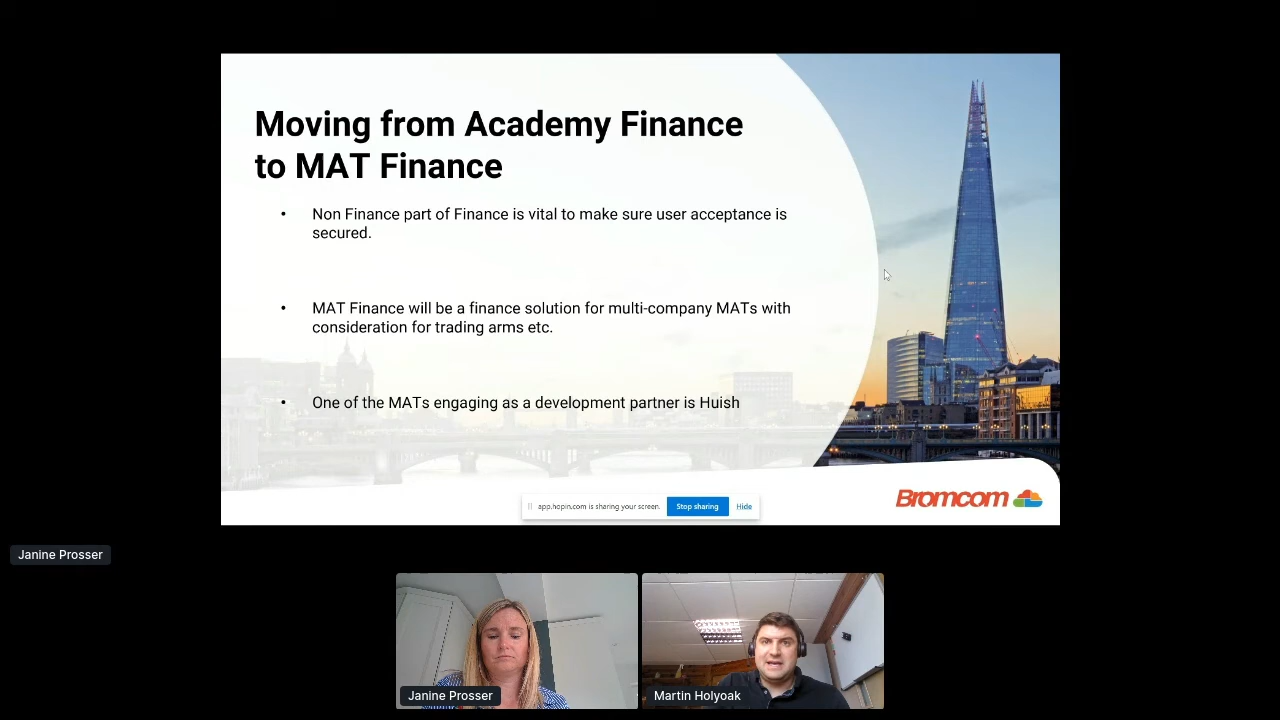 Moving from Academy Finance
to MAT Finance
• Non Finance part of Finance is vital to make sure user acceptance is
secured.
• MAT Finance will be a finance solution for multi-company MATs with
consideration for trading arms etc.
• One of the MATs engaging as a development partner is Huish
Bromcom
app.hopin.com is sharing your screen.
Stop sharing
Hide
Janine Prosser
Janine Prosser
Martin Holyoak